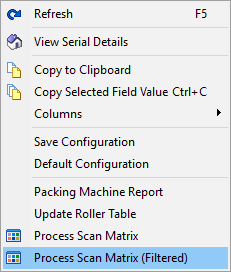 Refresh F5
View Serial Details
Copy to Clipboard
Copy Selected Field Value Ctrl+C
Columns
Save Configuration
Default Configuration
Packing Machine Report
Update Roller Table
Process Scan Matrix
Process Scan Matrix (Filtered)